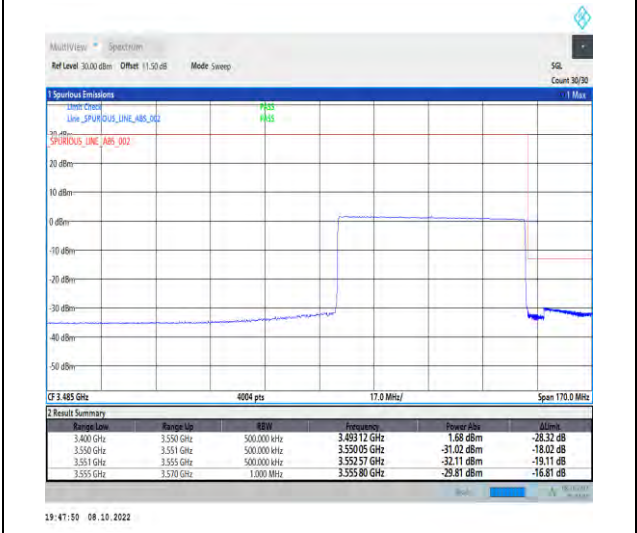 MultiView Spectrum
Ref Level 30.00 dBm Offset 11.50 dB Mode Sweep SGL
Count 30/30
1 Spurious Emissions 1 Max
Limit Check PASS
Line _SPURIOUS_LINE_ABS_002 PASS
30 dBm
_SPURIOUS_LINE_ABS_002
20 dBm
10 dBm
0 dBm
-10 dBm
-20 dBm
-30 dBm
-40 dBm
-50 dBm
CF 3.485 GHz 4004 pts 17.0 MHz/ Span 170.0 MHz
2 Result Summary
Range Low Range Up RBW Frequency Power Abs ΔLimit
3.400 GHz 3.550 GHz 500.000 kHz 3.493 12 GHz 1.68 dBm -28.32 dB
3.550 GHz 3.551 GHz 500.000 kHz 3.550 05 GHz -31.02 dBm -18.02 dB
3.551 GHz 3.555 GHz 500.000 kHz 3.552 57 GHz -32.11 dBm -19.11 dB
3.555 GHz 3.570 GHz 1.000 MHz 3.555 80 GHz -29.81 dBm -16.81 dB
19:47:50 08.10.2022